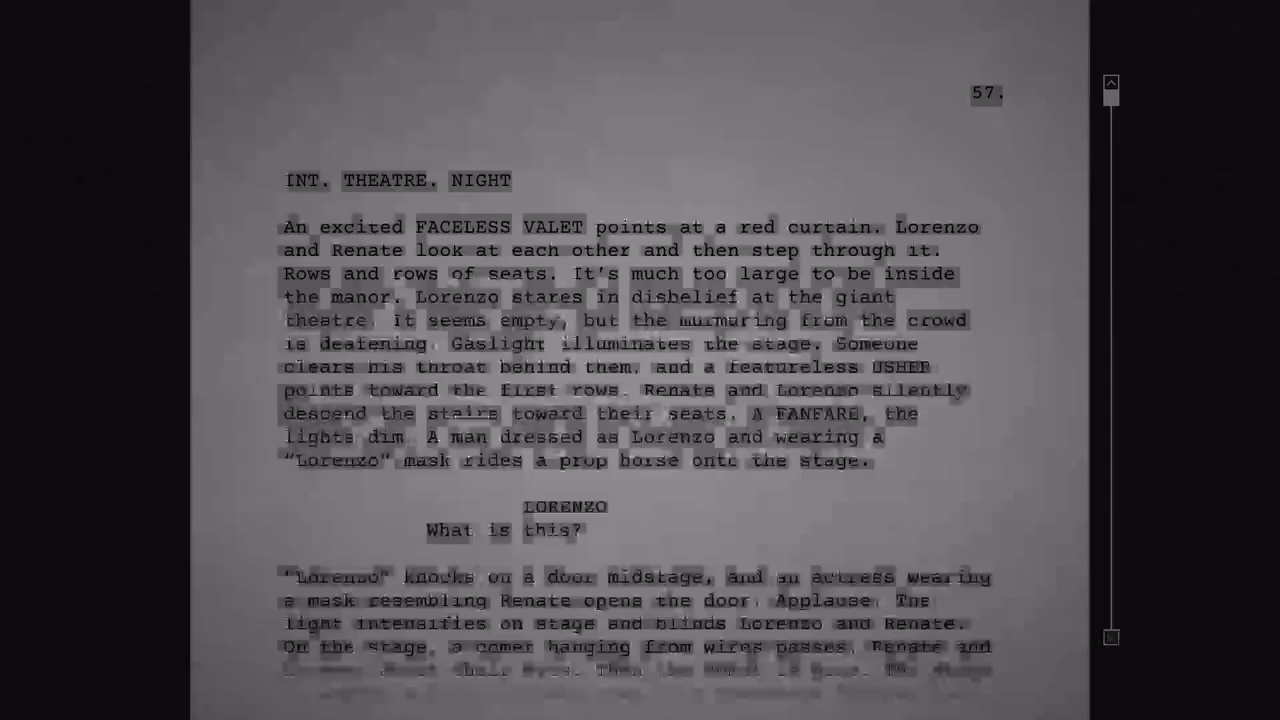 57.
INT. THEATRE. NIGHT
An excited FACELESS VALET points at a red curtain. Lorenzo
and Renate look at each other and then step through it.
Rows and rows of seats. It's much too large to be inside
the manor. Lorenzo stares in disbelief at the giant
theatre. It seems empty, but the murmuring from the crowd
is deafening. Gaslight illuminates the stage. Someone
clears his throat behind them, and a featureless USHER
points toward the first rows. Renate and Lorenzo silently
descend the stairs toward their seats. A FANFARE, the
lights dim. A man dressed as Lorenzo and wearing a
“Lorenzo” mask rides a prop horse onto the stage.
LORENZO
What is this?
"Lorenzo" knocks on a door midstage, and an actress wearing
a mask resembling Renate opens the door. Applause. The
light intensifies on stage and blinds Lorenzo and Renate.
On the stage, a comet hanging from wires passes. Renate and
their eyes. Then the